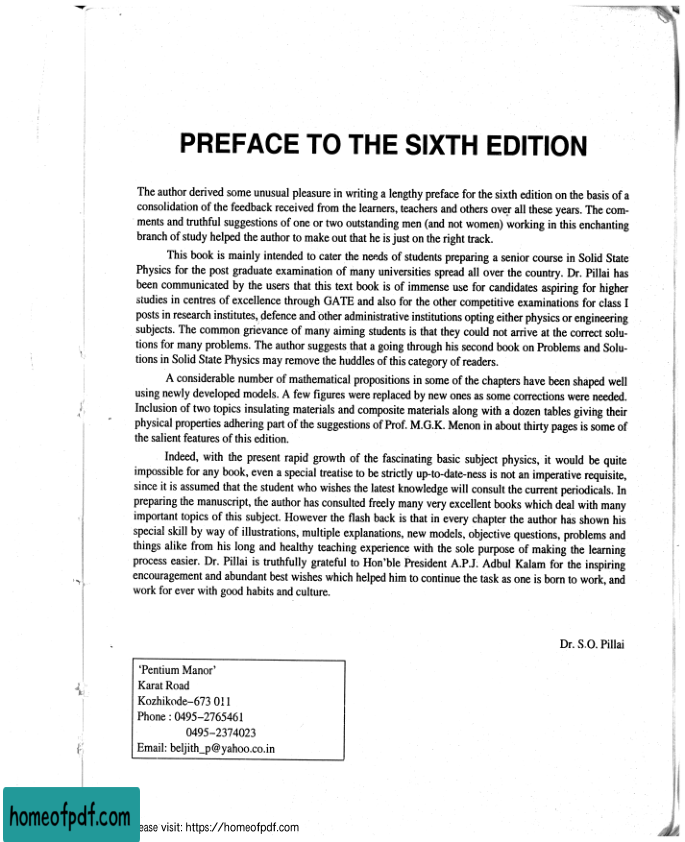 PREFACE TO THE SIXTH EDITION
The author derived some unusual pleasure in writing a lengthy preface for the sixth edition on the basis of a
consolidation of the feedback received from the learners, teachers and others over all these years. The com-
ments and truthful suggestions of one or two outstanding men (and not women) working in this enchanting
branch of study helped the author to make out that he is just on the right track.
This book is mainly intended to cater the needs of students preparing a senior course in Solid State
Physics for the post graduate examination of many universities spread all over the country. Dr. Pillai has
been communicated by the users that this text book is of immense use for candidates aspiring for higher
studies in centres of excellence through GATE and also for the other competitive examinations for class I
posts in research institutes, defence and other administrative institutions opting either physics or engineering
subjects. The common grievance of many aiming students is that they could not arrive at the correct solu-
tions for many problems. The author suggests that a going through his second book on Problems and Solu-
tions in Solid State Physics may remove the huddles of this category of readers.
A considerable number of mathematical propositions in some of the chapters have been shaped well
using newly developed models. A few figures were replaced by new ones as some corrections were needed.
Inclusion of two topics insulating materials and composite materials along with a dozen tables giving their
physical properties adhering part of the suggestions of Prof. M.G.K. Menon in about thirty pages is some of
the salient features of this edition.
Indeed, with the present rapid growth of the fascinating basic subject physics, it would be quite
impossible for any book, even a special treatise to be strictly up-to-date-ness is not an imperative requisite,
since it is assumed that the student who wishes the latest knowledge will consult the current periodicals. In
preparing the manuscript, the author has consulted freely many very excellent books which deal with many
important topics of this subject. However the flash back is that in every chapter the author has shown his
special skill by way of illustrations, multiple explanations, new models, objective questions, problems and
things alike from his long and healthy teaching experience with the sole purpose of making the learning
process easier. Dr. Pillai is truthfully grateful to Hon'ble President A.P.J. Adbul Kalam for the inspiring
encouragement and abundant best wishes which helped him to continue the task as one is born to work, and
work for ever with good habits and culture.
Dr. S.O. Pillai
'Pentium Manor'
Karat Road
Kozhikode–673 011
Phone : 0495–2765461
0495–2374023
Email: beljith_p@yahoo.co.in
homeofpdf.com
ease visit: https://homeofpdf.com